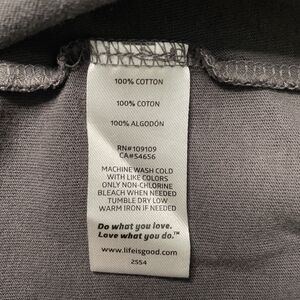 100% COTTON
100% COTON
100% ALGODÓN
RN#109109
CA#54656
MACHINE WASH COLD
WITH LIKE COLORS
ONLY NON-CHLORINE
BLEACH WHEN NEEDED
TUMBLE DRY LOW
WARM IRON IF NEEDED
Do what you love.
Love what you do.™
www.lifeisgood.com
2554